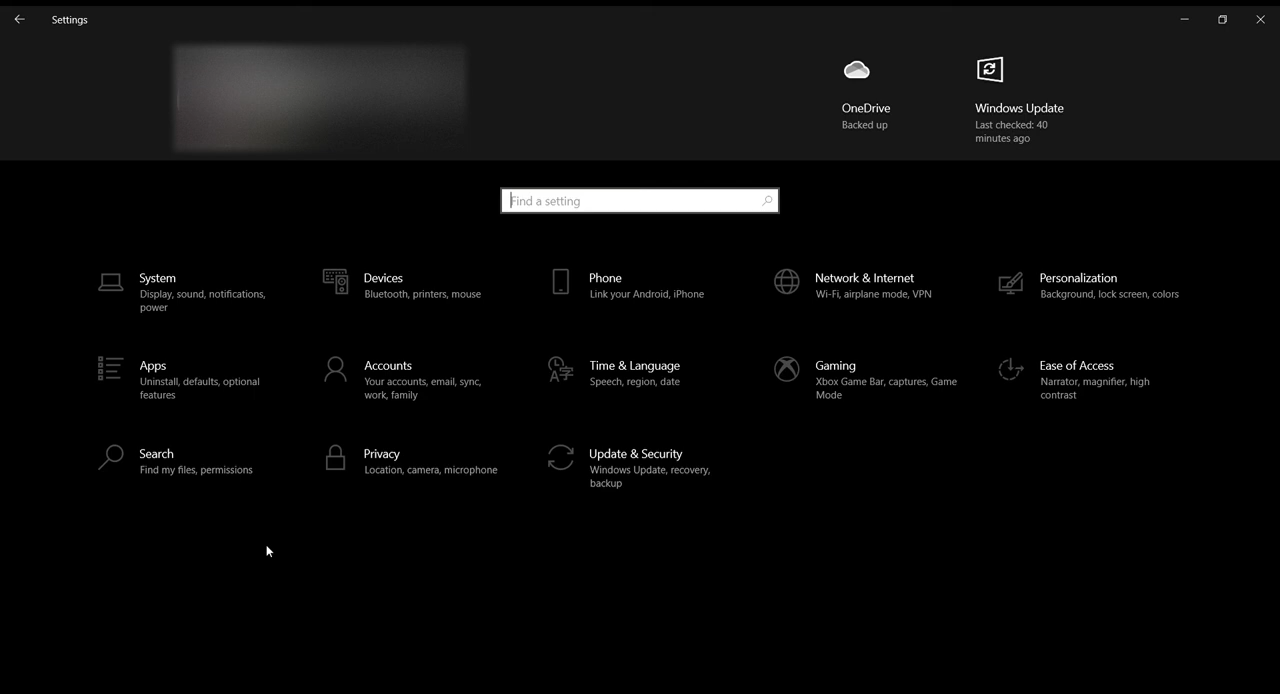 Settings
OneDrive
Backed up
Windows Update
Last checked: 40
minutes ago
Find a setting
System
Display, sound, notifications,
power
Devices
Bluetooth, printers, mouse
Phone
Link your Android, iPhone
Network & Internet
Wi-Fi, airplane mode, VPN
Personalization
Background, lock screen, colors
Apps
Uninstall, defaults, optional
features
Accounts
Your accounts, email, sync,
work, family
Time & Language
Speech, region, date
Gaming
Xbox Game Bar, captures, Game
Mode
Ease of Access
Narrator, magnifier, high
contrast
Search
Find my files, permissions
Privacy
Location, camera, microphone
Update & Security
Windows Update, recovery,
backup